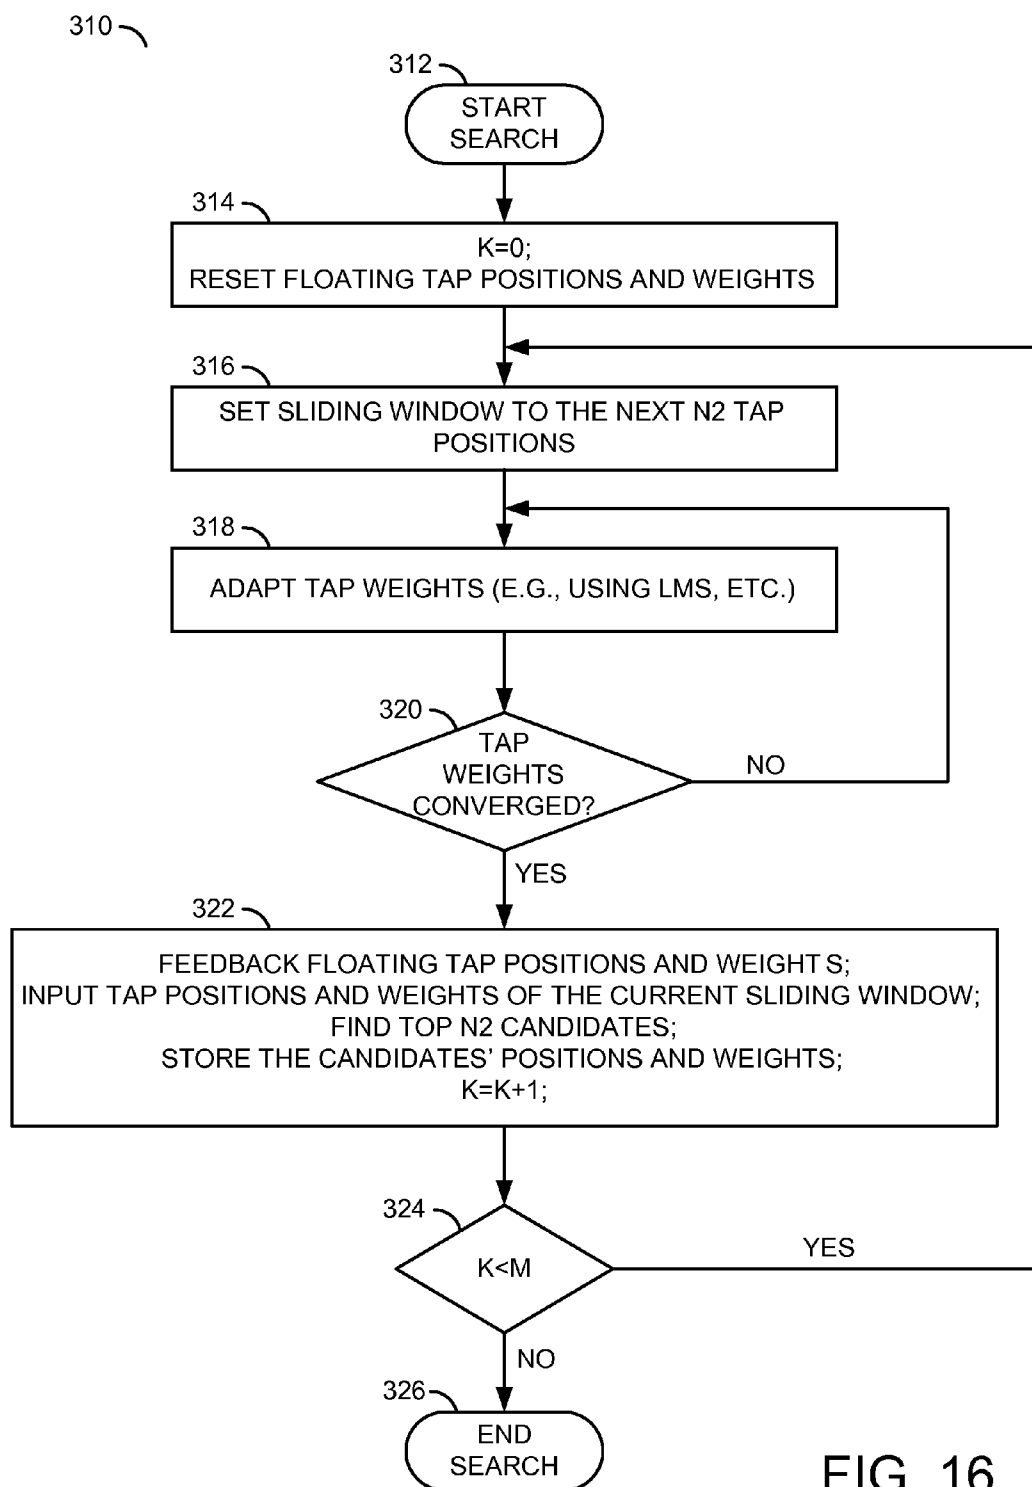 310
312
START
SEARCH
314
K=0;
RESET FLOATING TAP POSITIONS AND WEIGHTS
316
SET SLIDING WINDOW TO THE NEXT N2 TAP
POSITIONS
318
ADAPT TAP WEIGHTS (E.G., USING LMS, ETC.)
320
TAP
WEIGHTS
CONVERGED?
NO
YES
322
FEEDBACK FLOATING TAP POSITIONS AND WEIGHTS;
INPUT TAP POSITIONS AND WEIGHTS OF THE CURRENT SLIDING WINDOW;
FIND TOP N2 CANDIDATES;
STORE THE CANDIDATES' POSITIONS AND WEIGHTS;
K=K+1;
324
K<M
YES
NO
326
END
SEARCH
FIG. 16